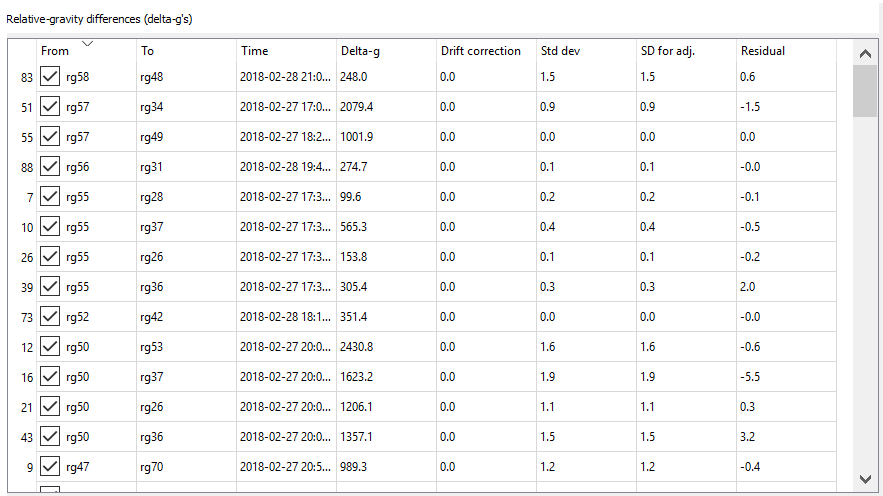 Relative-gravity differences (delta-g's)
From To Time Delta-g Drift correction Std dev SD for adj. Residual
83 rg58 rg48 2018-02-28 21:0... 248.0 0.0 1.5 1.5 0.6
51 rg57 rg34 2018-02-27 17:0... 2079.4 0.0 0.9 0.9 -1.5
55 rg57 rg49 2018-02-27 18:2... 1001.9 0.0 0.0 0.0 0.0
88 rg56 rg31 2018-02-28 19:4... 274.7 0.0 0.1 0.1 -0.0
7 rg55 rg28 2018-02-27 17:3... 99.6 0.0 0.2 0.2 -0.1
10 rg55 rg37 2018-02-27 17:3... 565.3 0.0 0.4 0.4 -0.5
26 rg55 rg26 2018-02-27 17:3... 153.8 0.0 0.1 0.1 -0.2
39 rg55 rg36 2018-02-27 17:3... 305.4 0.0 0.3 0.3 2.0
73 rg52 rg42 2018-02-28 18:1... 351.4 0.0 0.0 0.0 -0.0
12 rg50 rg53 2018-02-27 20:0... 2430.8 0.0 1.6 1.6 -0.6
16 rg50 rg37 2018-02-27 20:0... 1623.2 0.0 1.9 1.9 -5.5
21 rg50 rg26 2018-02-27 20:0... 1206.1 0.0 1.1 1.1 0.3
43 rg50 rg36 2018-02-27 20:0... 1357.1 0.0 1.5 1.5 3.2
9 rg47 rg70 2018-02-27 20:5... 989.3 0.0 1.2 1.2 -0.4